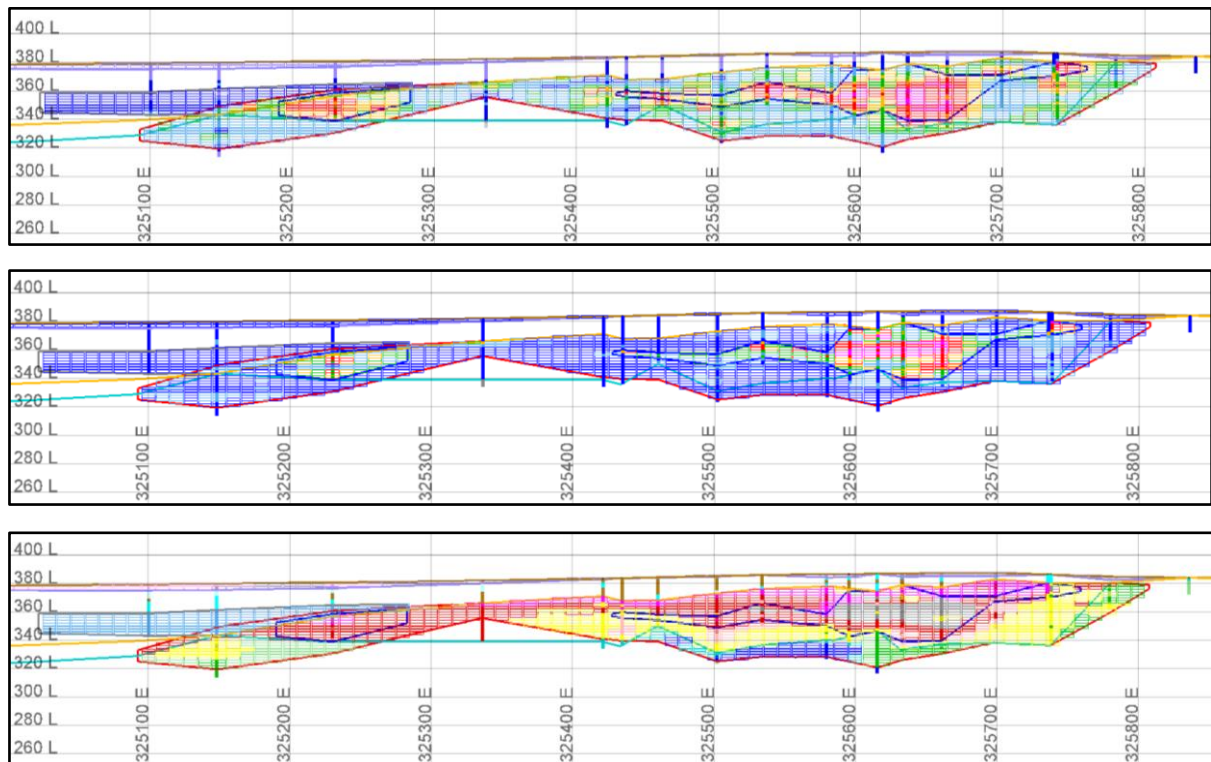 400 L
380 L
360 L
340 L
320 L
300 L
280 L
260 L
325100 E
325200 E
325300 E
325400 E
325500 E
325600 E
325700 E
325800 E
400 L
380 L
360 L
340 L
320 L
300 L
280 L
260 L
325100 E
325200 E
325300 E
325400 E
325500 E
325600 E
325700 E
325800 E
400 L
380 L
360 L
340 L
320 L
300 L
280 L
260 L
325100 E
325200 E
325300 E
325400 E
325500 E
325600 E
325700 E
325800 E